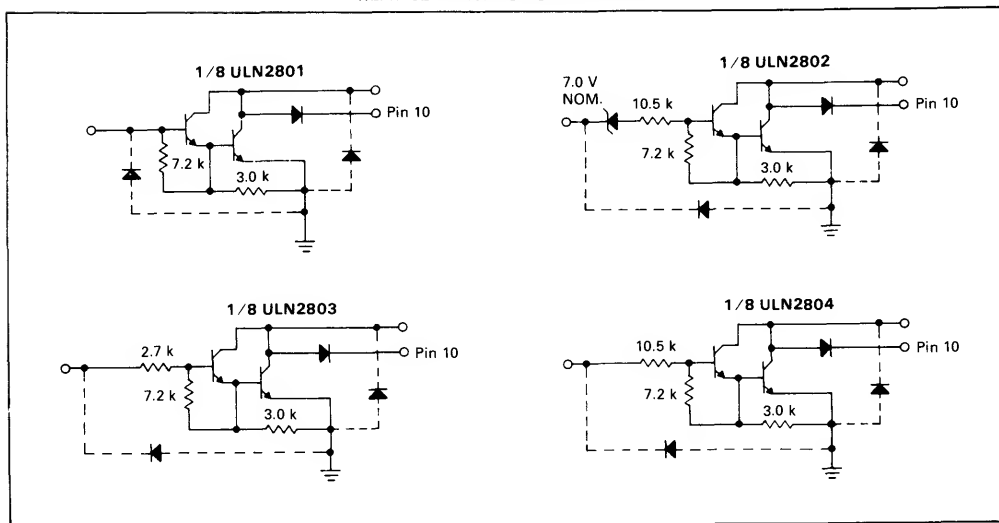 1/8 ULN2801
Pin 10
7.2 k
3.0 k
1/8 ULN2802
7.0 V
NOM.
10.5 k
Pin 10
7.2 k
3.0 k
1/8 ULN2803
2.7 k
Pin 10
7.2 k
3.0 k
1/8 ULN2804
10.5 k
Pin 10
7.2 k
3.0 k